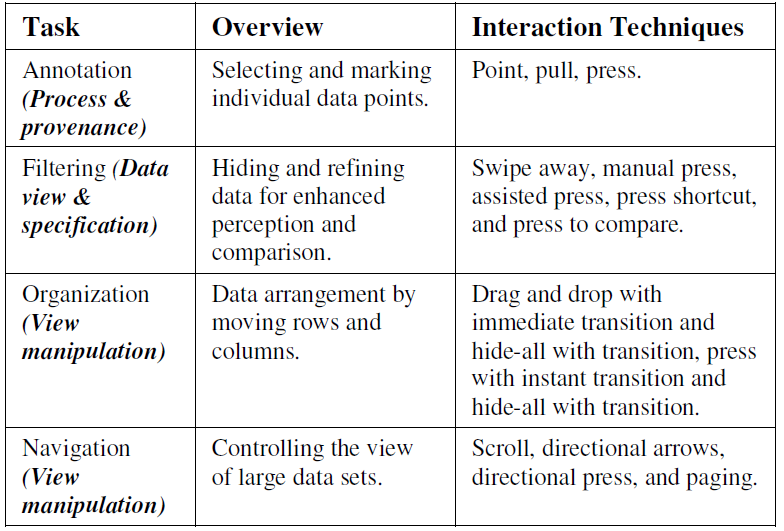 Task
Overview
Interaction Techniques
Annotation
(Process &
provenance)
Selecting and marking
individual data points.
Point, pull, press.
Filtering (Data
view &
specification)
Hiding and refining
data for enhanced
perception and
comparison.
Swipe away, manual press,
assisted press, press shortcut,
and press to compare.
Organization
(View
manipulation)
Data arrangement by
moving rows and
columns.
Drag and drop with
immediate transition and
hide-all with transition, press
with instant transition and
hide-all with transition.
Navigation
(View
manipulation)
Controlling the view
of large data sets.
Scroll, directional arrows,
directional press, and paging.